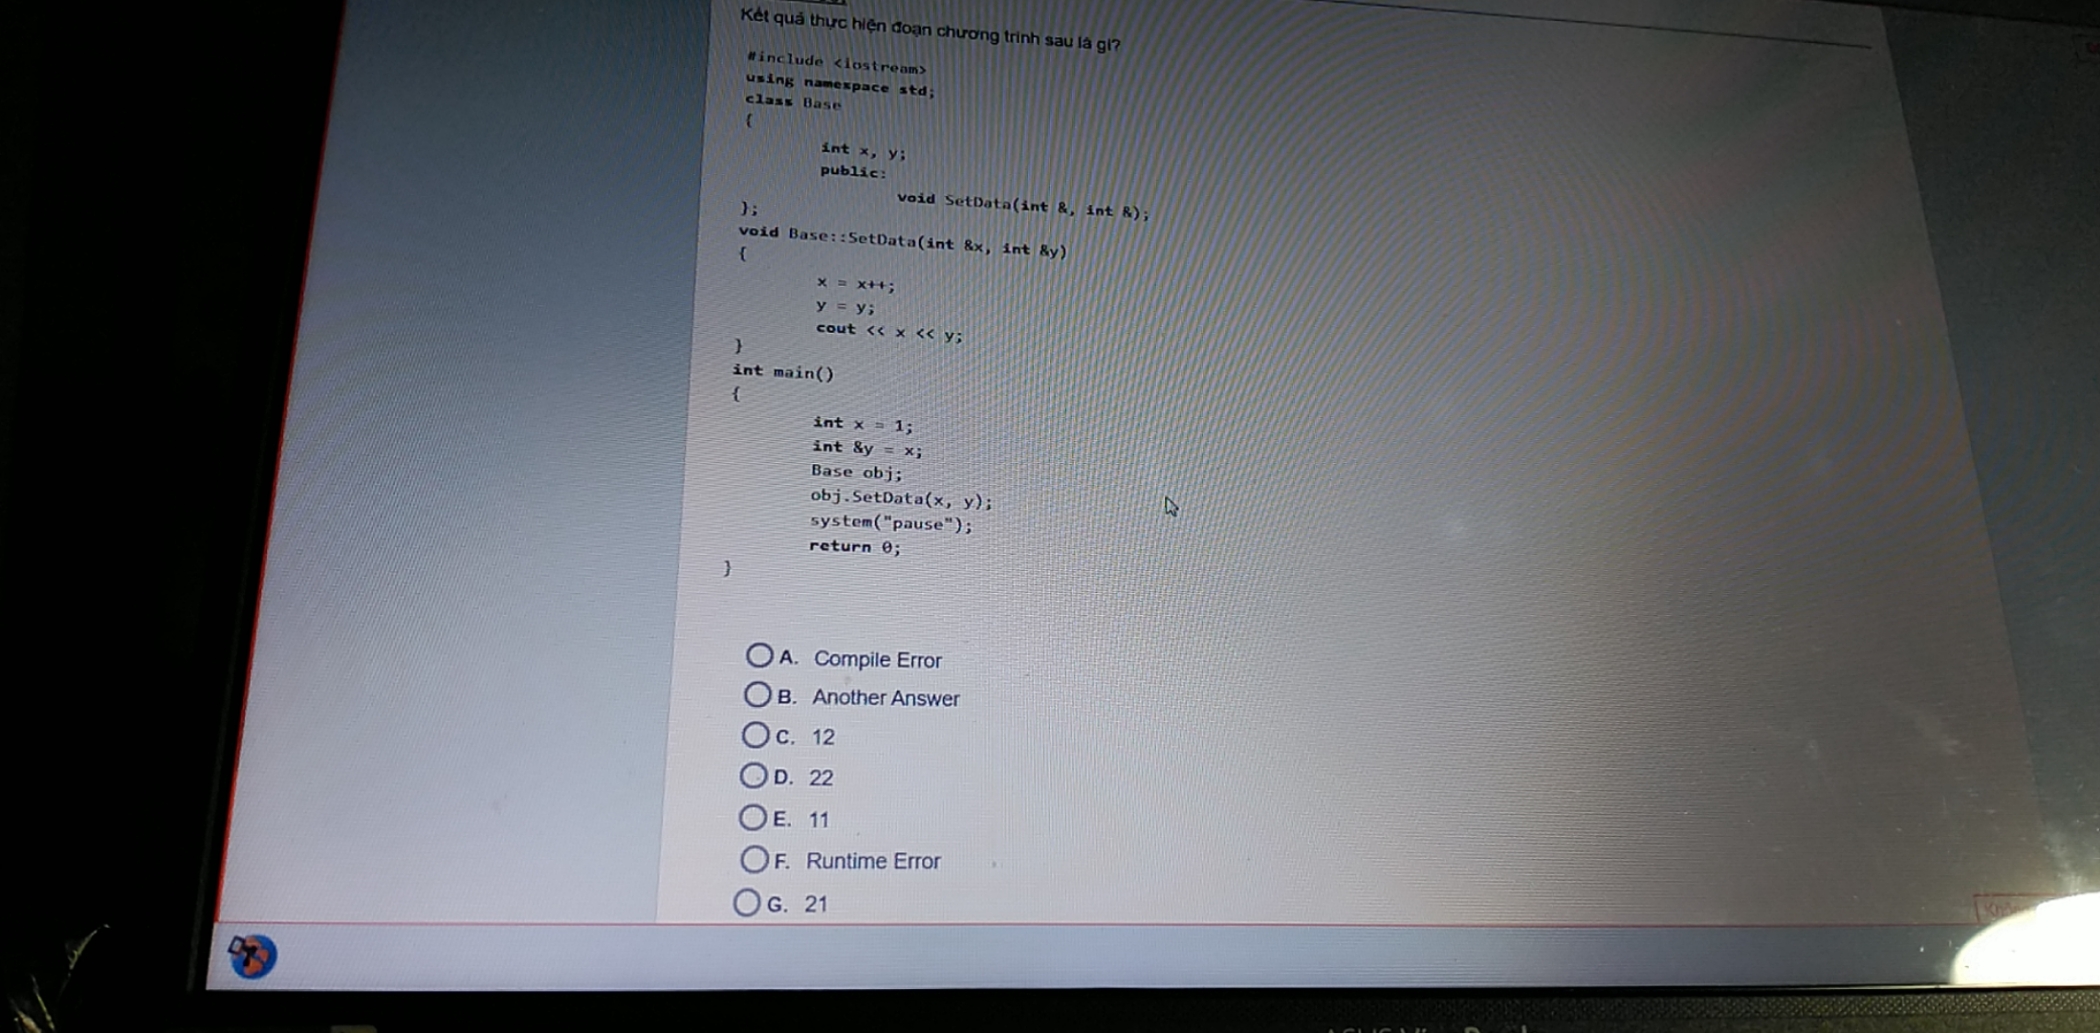 Kết quả thực hiện đoạn chương trình sau là gì?
#include <iostream>
using namespace std;
class Base
{
int x, y;
public:
void SetData(int &, int &);
};
void Base::SetData(int &x, int &y)
{
x = x++;
y = y;
cout << x << y;
}
int main()
{
int x = 1;
int &y = x;
Base obj;
obj.SetData(x, y);
system("pause");
return 0;
}
A. Compile Error
B. Another Answer
C. 12
D. 22
E. 11
F. Runtime Error
G. 21